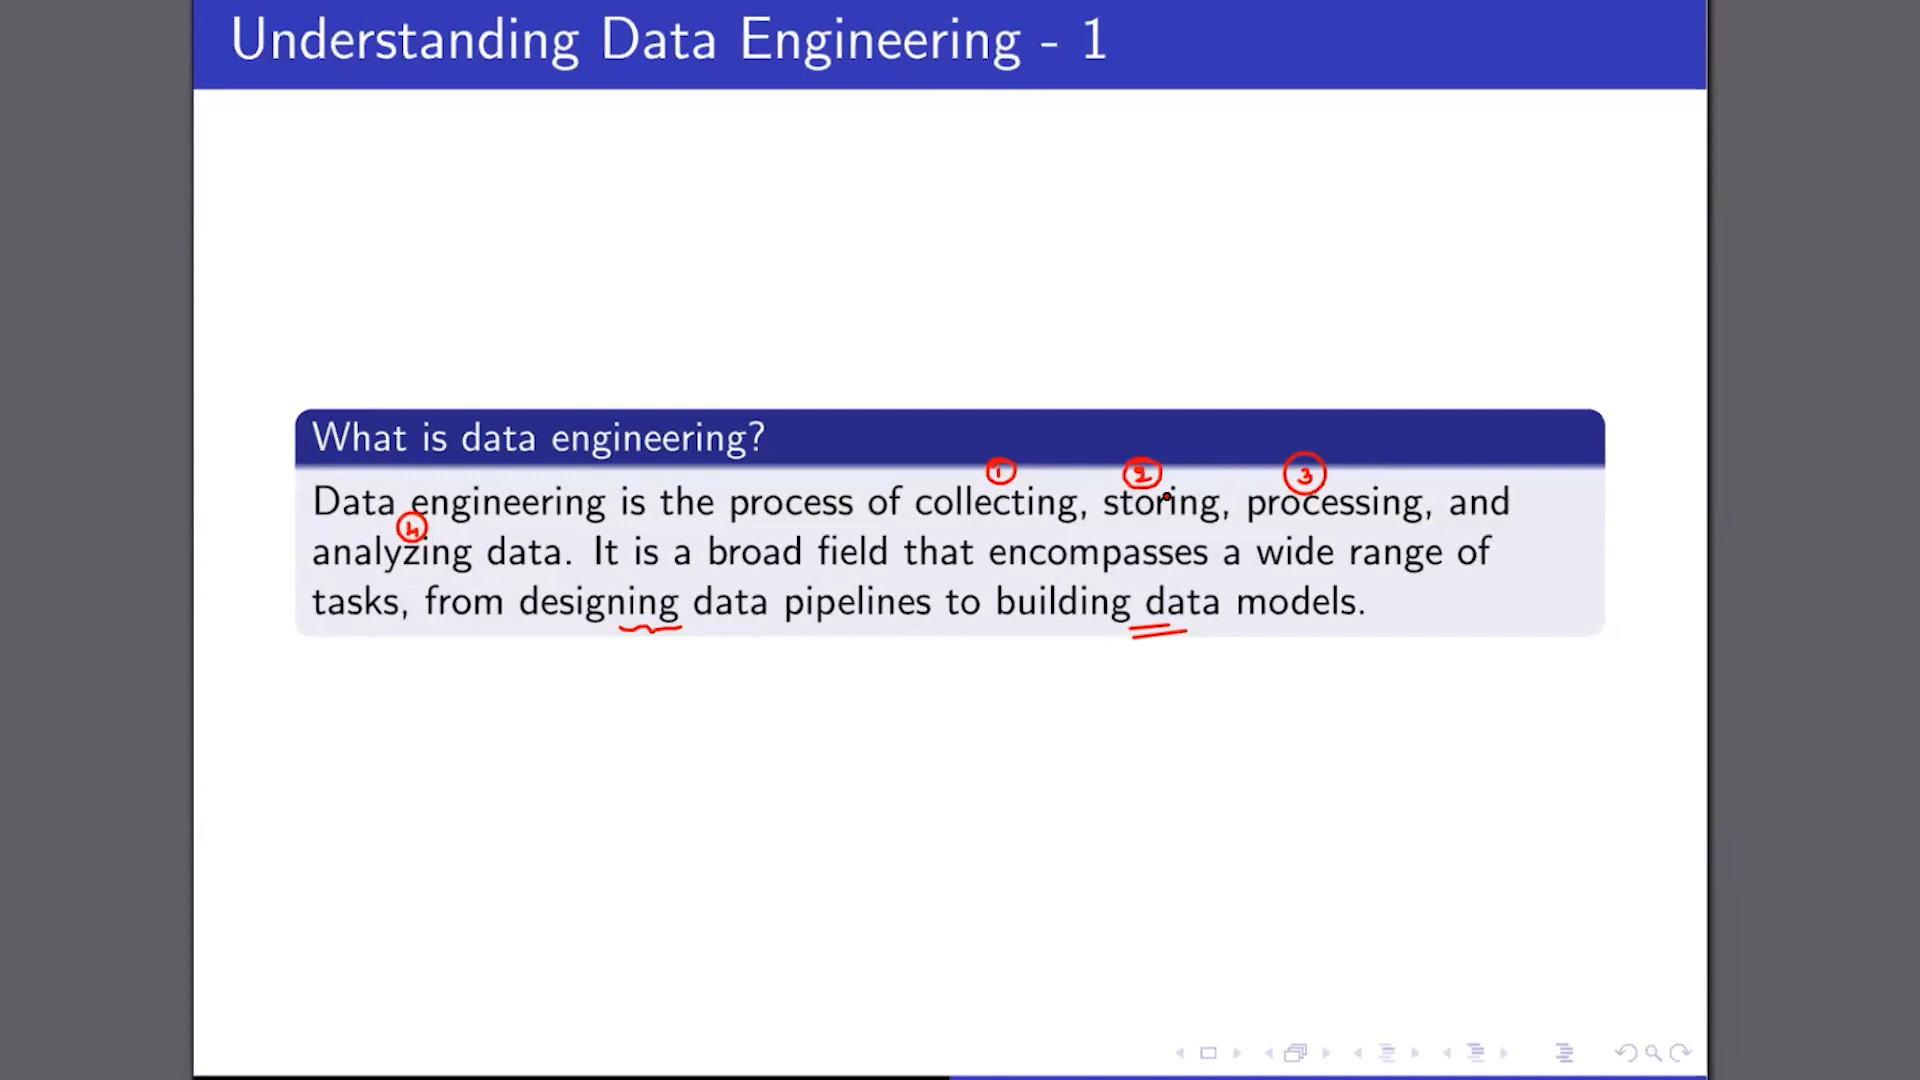 Understanding Data Engineering - 1
What is data engineering?
1 2 3
Data engineering is the process of collecting, storing, processing, and
4
analyzing data. It is a broad field that encompasses a wide range of
tasks, from designing data pipelines to building data models.